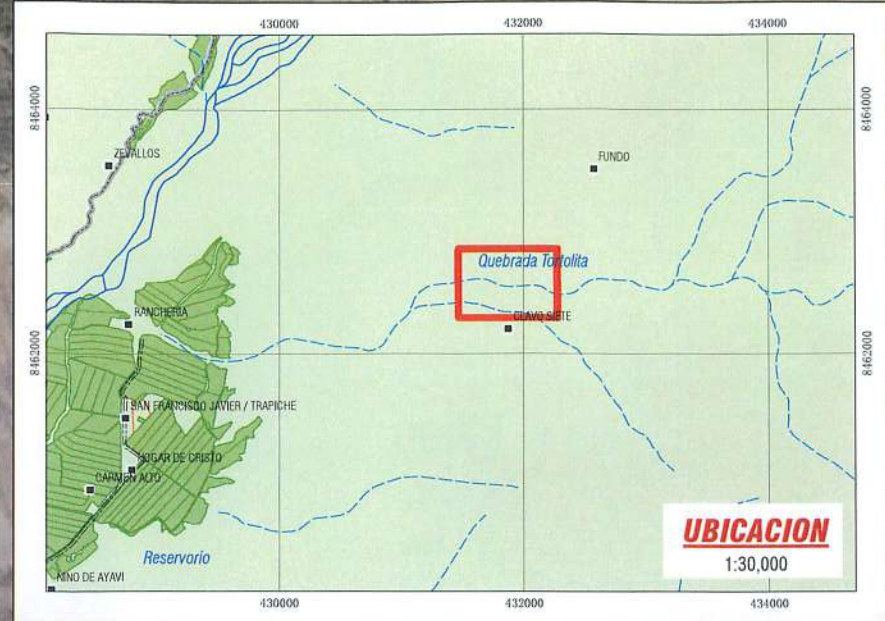 430000
432000
434000
8464000
8464000
ZEVALLOS
FUNDO
Quebrada Tortolita
RANCHERIA
CLAVO SIETE
8462000
8462000
SAN FRANCISCO JAVIER / TRAPICHE
HOGAR DE CRISTO
CARMEN ALTO
UBICACION
1:30,000
Reservorio
NINO DE AYAVI
430000
432000
434000